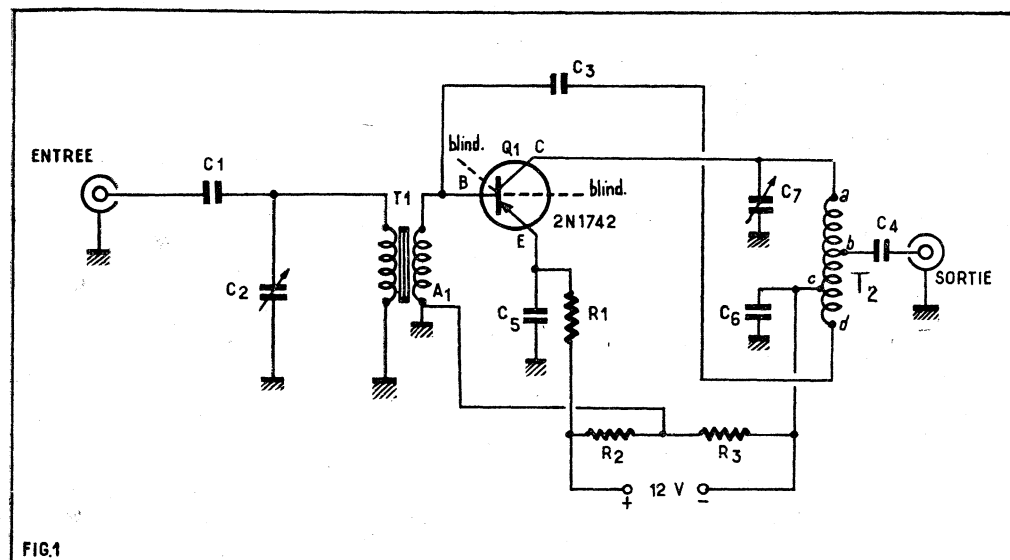 C3
blind.
Q1 C
ENTREE
C1
B
blind.
T1
2N1742
C7
a
C4
b
E
C2
A1
c
T2
SORTIE
C5
R1
C6
d
R2
R3
+ 12 V -
FIG.1